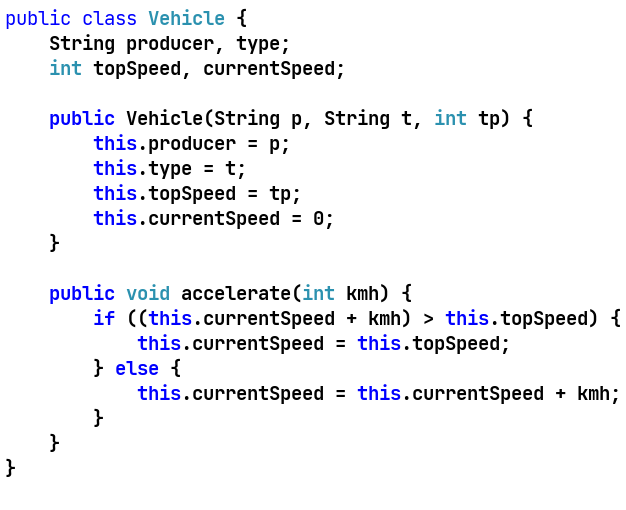 public class Vehicle {
    String producer, type;
    int topSpeed, currentSpeed;

    public Vehicle(String p, String t, int tp) {
        this.producer = p;
        this.type = t;
        this.topSpeed = tp;
        this.currentSpeed = 0;
    }

    public void accelerate(int kmh) {
        if ((this.currentSpeed + kmh) > this.topSpeed) {
            this.currentSpeed = this.topSpeed;
        } else {
            this.currentSpeed = this.currentSpeed + kmh;
        }
    }
}